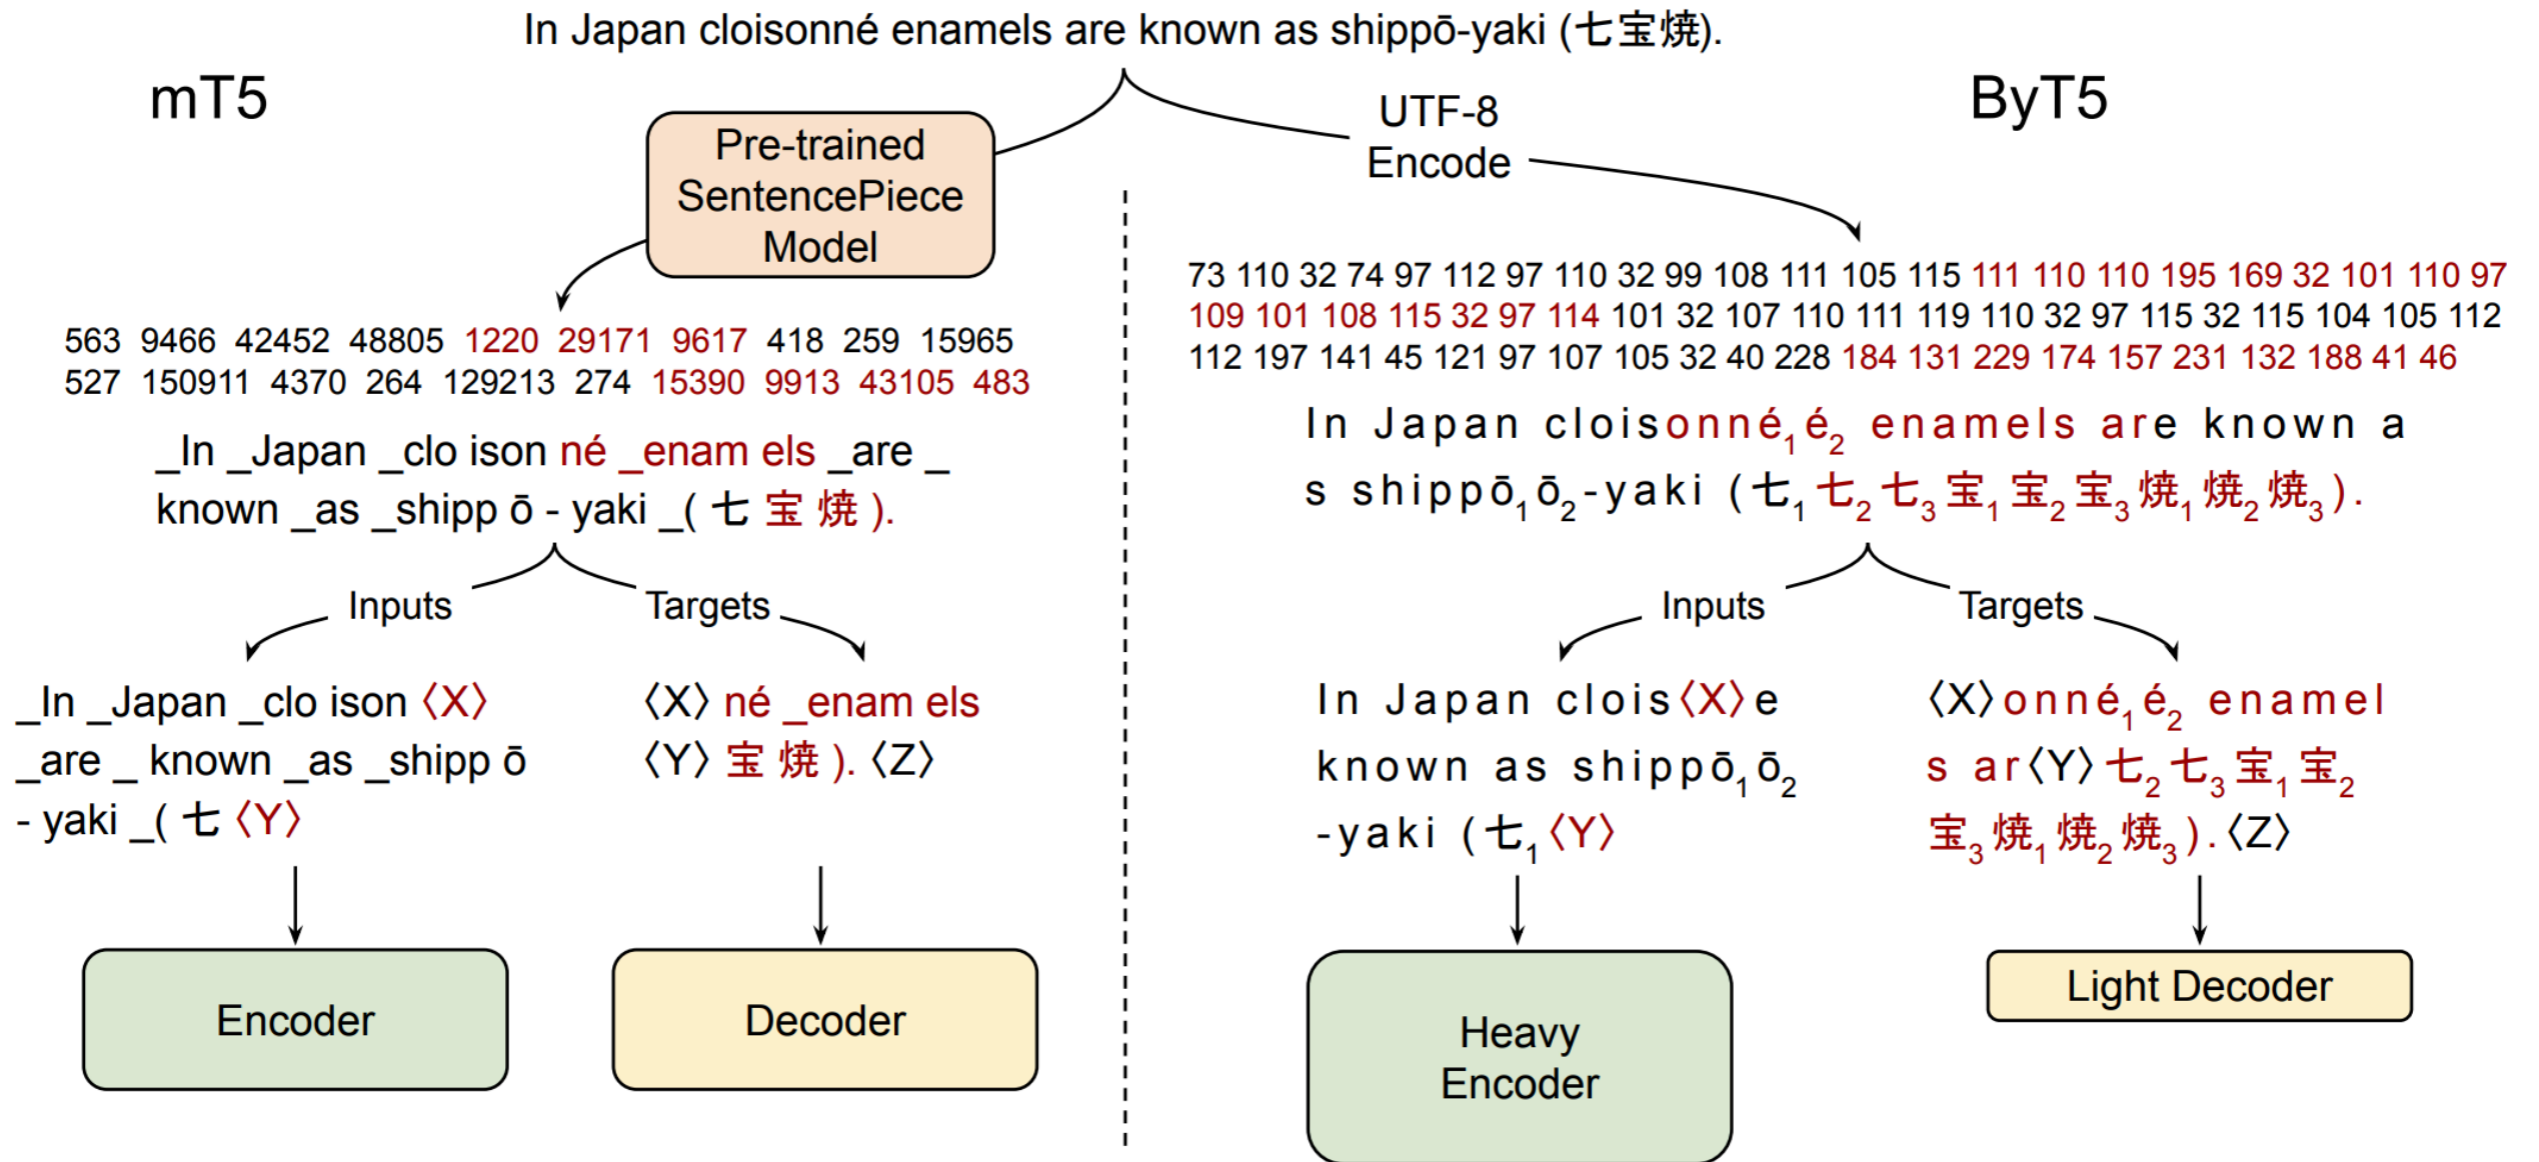 In Japan cloisonné enamels are known as shippō-yaki (七宝焼).
mT5
Pre-trained
SentencePiece
Model
563 9466 42452 48805 1220 29171 9617 418 259 15965
527 150911 4370 264 129213 274 15390 9913 43105 483
_In _Japan _clo ison né _enam els _are _
known _as _shipp ō - yaki _( 七 宝 焼 ).
Inputs
Targets
_In _Japan _clo ison 〈X〉
_are _ known _as _shipp ō
- yaki _( 七 〈Y〉
〈X〉 né _enam els
〈Y〉 宝 焼 ). 〈Z〉
Encoder
Decoder
UTF-8
Encode
ByT5
73 110 32 74 97 112 97 110 32 99 108 111 105 115 111 110 110 195 169 32 101 110 97
109 101 108 115 32 97 114 101 32 107 110 111 119 110 32 97 115 32 115 104 105 112
112 197 141 45 121 97 107 105 32 40 228 184 131 229 174 157 231 132 188 41 46
In Japan cloisonné₁é₂ enamels are known a
s shippō₁ō₂-yaki (七₁七₂七₃宝₁宝₂宝₃焼₁焼₂焼₃).
Inputs
Targets
In Japan clois〈X〉e
known as shippō₁ō₂
-yaki (七₁〈Y〉
〈X〉onné₁é₂ enamel
s ar〈Y〉七₂七₃宝₁宝₂
宝₃焼₁焼₂焼₃).〈Z〉
Heavy
Encoder
Light Decoder